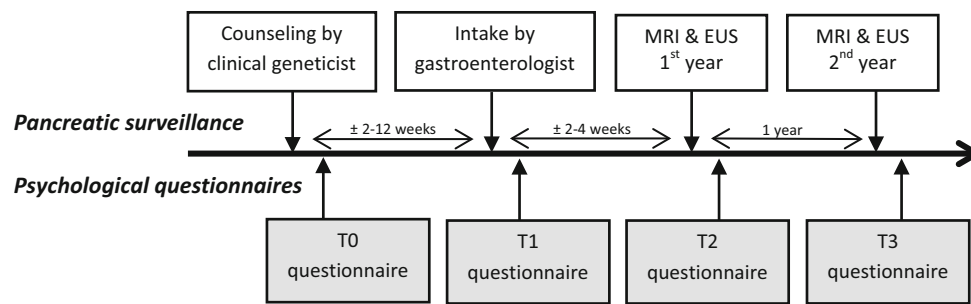 Counseling by
clinical geneticist
Intake by
gastroenterologist
MRI & EUS
1st year
MRI & EUS
2nd year
Pancreatic surveillance
± 2-12 weeks
± 2-4 weeks
1 year
Psychological questionnaires
T0
questionnaire
T1
questionnaire
T2
questionnaire
T3
questionnaire